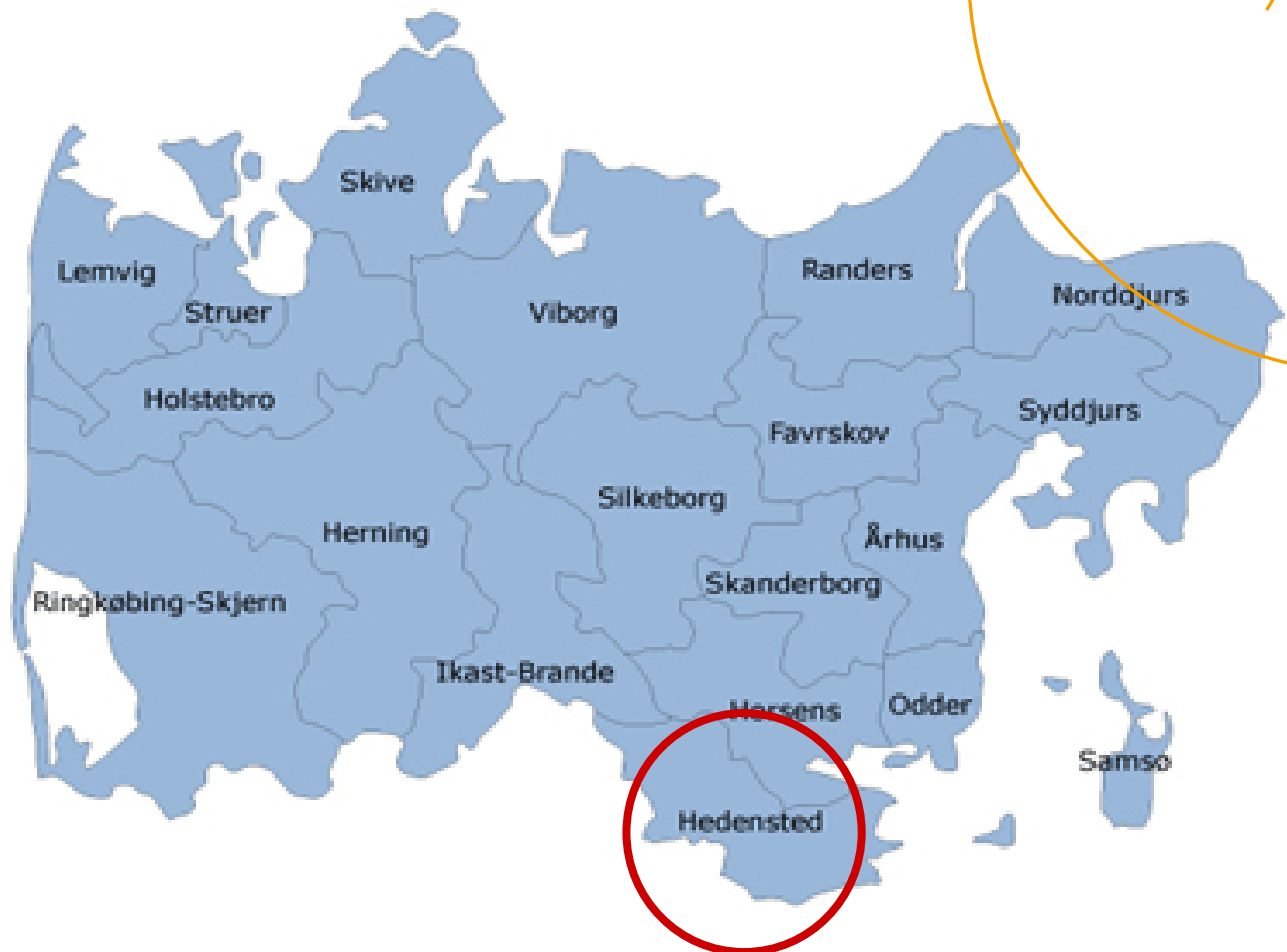 Skive
Lemvig
Randers
Norddjurs
Struer
Viborg
Holstebro
Syddjurs
Favrskov
Silkeborg
Herning
Århus
Skanderborg
Ringkøbing-Skjern
Ikast-Brande
Horsens
Odder
Samsø
Hedensted